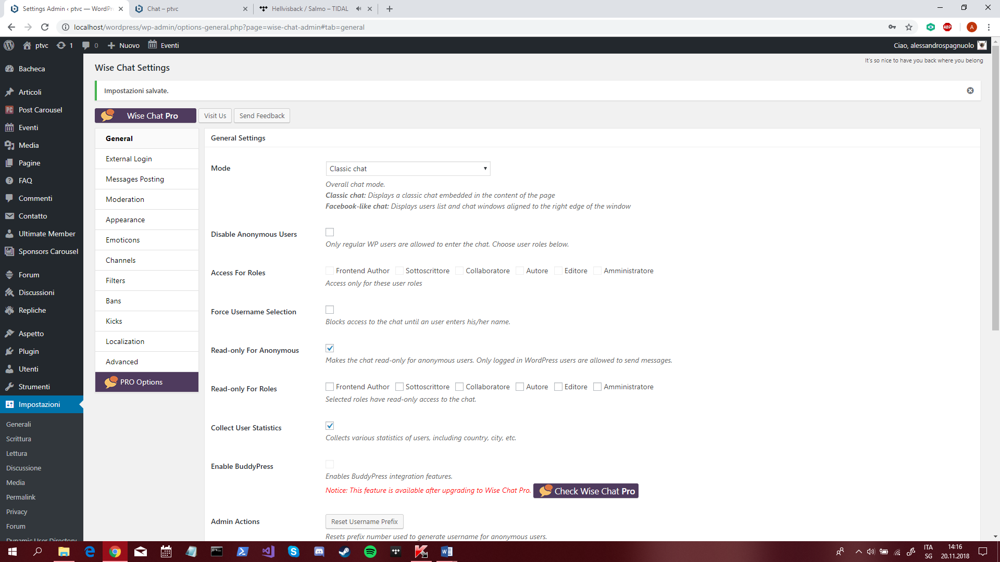 Settings Admin ‹ ptvc — WordPr
Chat – ptvc
Hellvisback / Salmo – TIDAL
localhost/wordpress/wp-admin/options-general.php?page=wise-chat-admin#tab=general
ABP
A
ptvc
1
0
Nuovo
Eventi
Ciao, alessandrospagnuolo
It's so nice to have you back where you belong
Bacheca
Articoli
PC Post Carousel
Eventi
Media
Pagine
FAQ
Commenti
Contatto
Ultimate Member
Sponsors Carousel
Forum
Discussioni
Repliche
Aspetto
Plugin
Utenti
Strumenti
Impostazioni
Generali
Scrittura
Lettura
Discussione
Media
Permalink
Privacy
Forum
Dynamic User Directory
Wise Chat Settings
Impostazioni salvate.
Wise Chat Pro
Visit Us
Send Feedback
General
External Login
Messages Posting
Moderation
Appearance
Emoticons
Channels
Filters
Bans
Kicks
Localization
Advanced
PRO Options
General Settings
Mode
Classic chat
Overall chat mode.
Classic chat: Displays a classic chat embedded in the content of the page
Facebook-like chat: Displays users list and chat windows aligned to the right edge of the window
Disable Anonymous Users
Only regular WP users are allowed to enter the chat. Choose user roles below.
Access For Roles
Frontend Author Sottoscrittore Collaboratore Autore Editore Amministratore
Access only for these user roles
Force Username Selection
Blocks access to the chat until an user enters his/her name.
Read-only For Anonymous
Makes the chat read-only for anonymous users. Only logged in WordPress users are allowed to send messages.
Read-only For Roles
Frontend Author Sottoscrittore Collaboratore Autore Editore Amministratore
Selected roles have read-only access to the chat.
Collect User Statistics
Collects various statistics of users, including country, city, etc.
Enable BuddyPress
Enables BuddyPress integration features.
Notice: This feature is available after upgrading to Wise Chat Pro.
Check Wise Chat Pro
Admin Actions
Reset Username Prefix
Resets prefix number used to generate username for anonymous users.
ITA
SG
14:16
20.11.2018